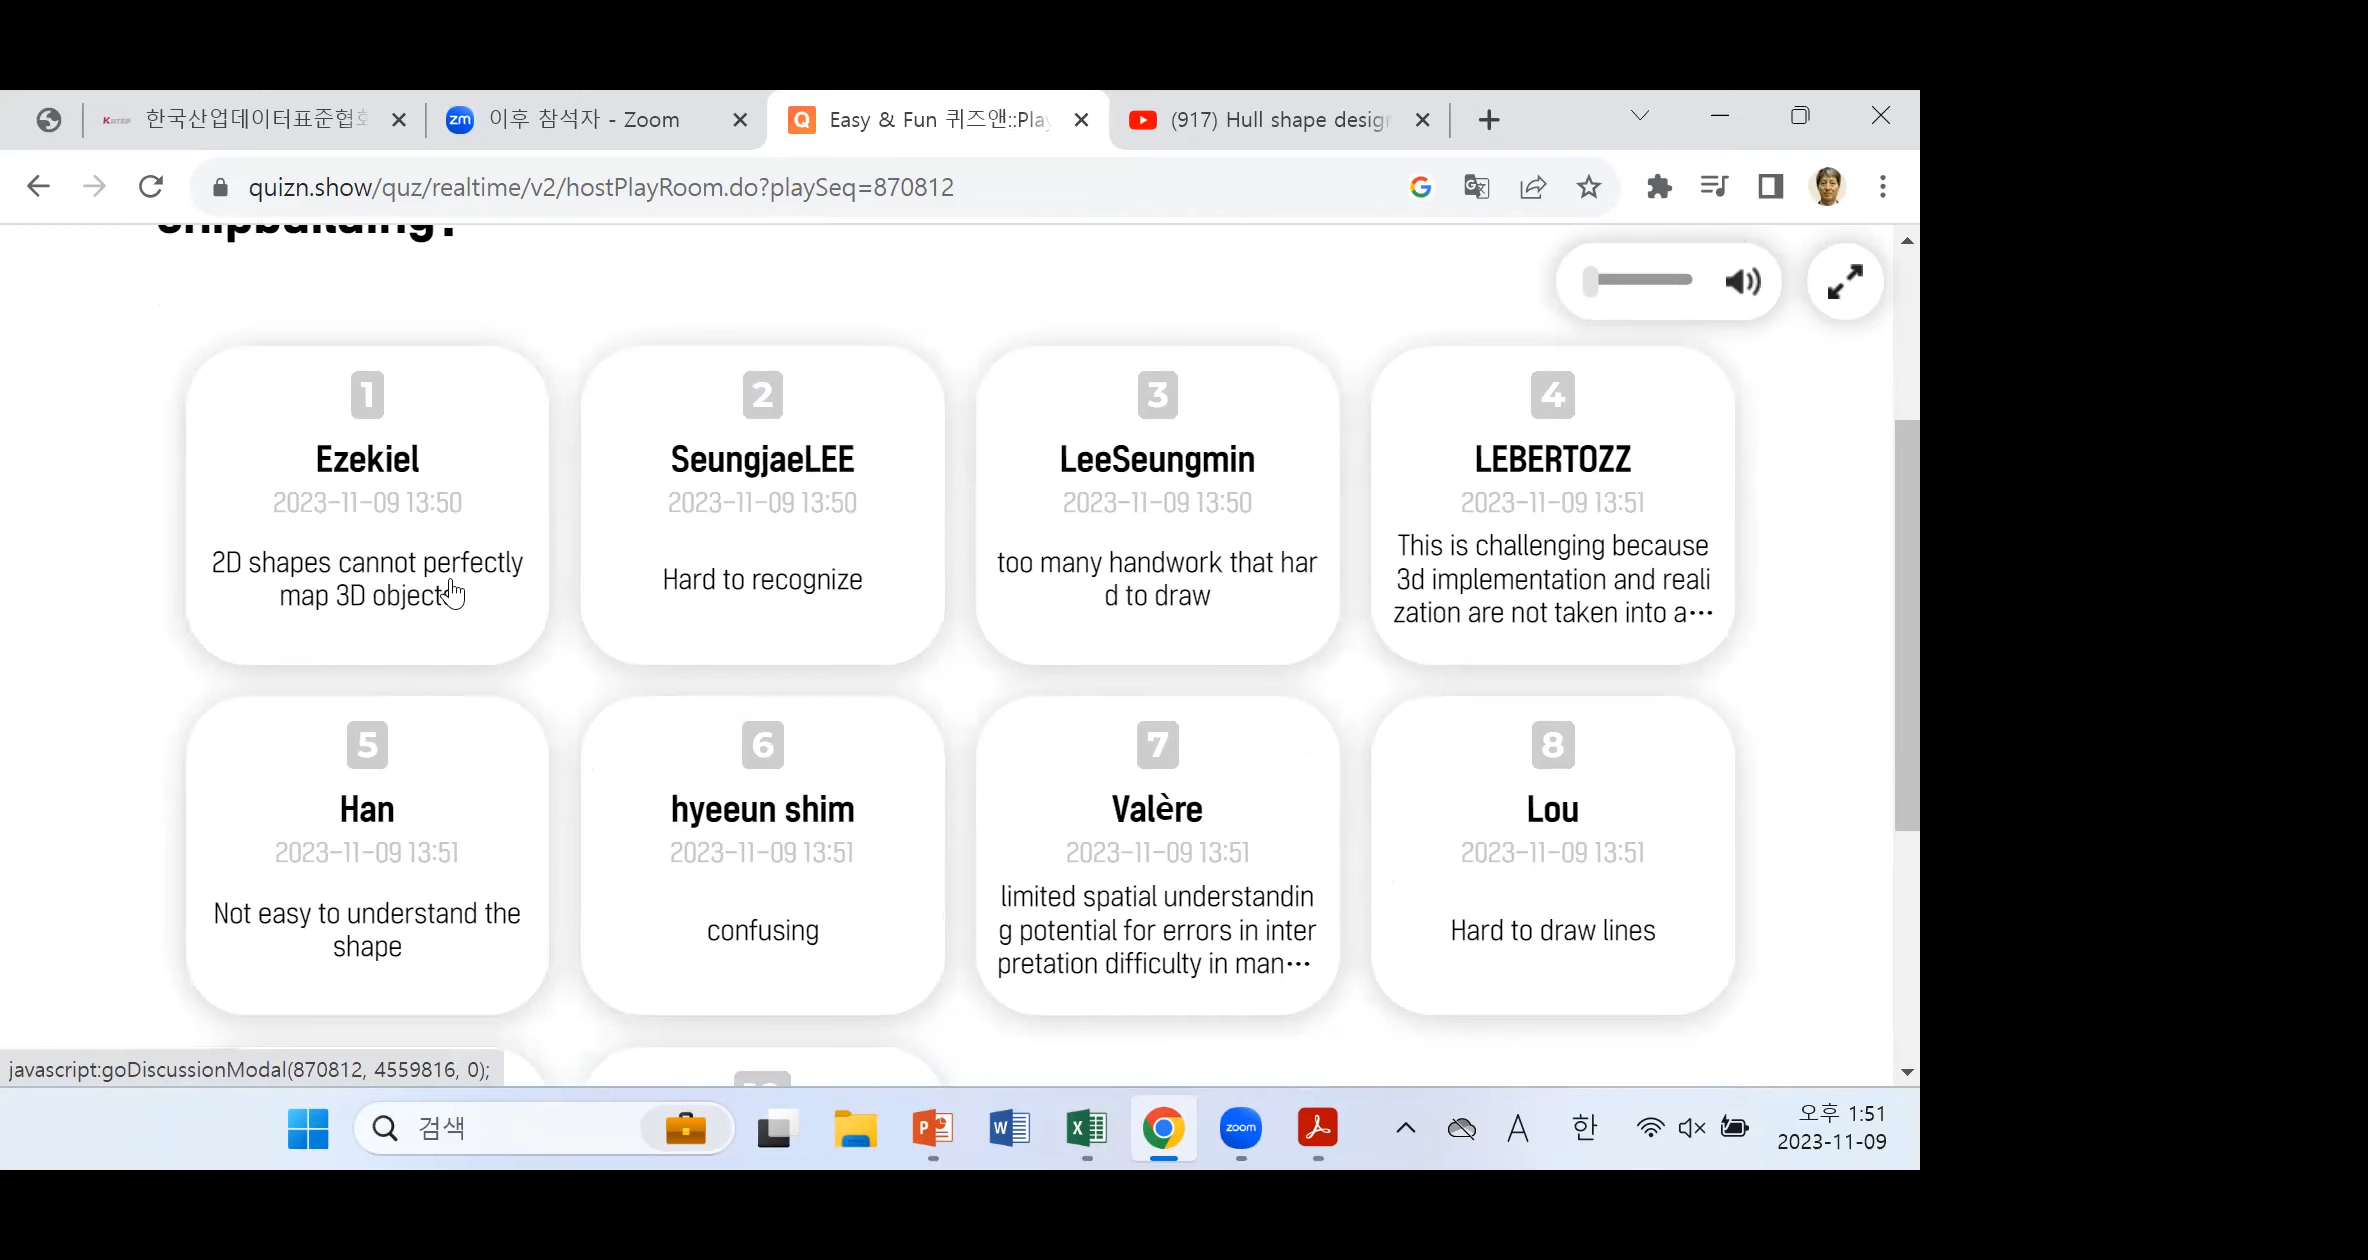 한국산업데이터표준협회
이후 참석자 - Zoom
Easy & Fun 퀴즈앤::Pla
(917) Hull shape design
quizn.show/quz/realtime/v2/hostPlayRoom.do?playSeq=870812
shipbuilding?
1
Ezekiel
2023-11-09 13:50
2D shapes cannot perfectly
map 3D object
2
SeungjaeLEE
2023-11-09 13:50
Hard to recognize
3
LeeSeungmin
2023-11-09 13:50
too many handwork that har
d to draw
4
LEBERTOZZ
2023-11-09 13:51
This is challenging because
3d implementation and reali
zation are not taken into a…
5
Han
2023-11-09 13:51
Not easy to understand the
shape
6
hyeeun shim
2023-11-09 13:51
confusing
7
Valère
2023-11-09 13:51
limited spatial understandin
g potential for errors in inter
pretation difficulty in man…
8
Lou
2023-11-09 13:51
Hard to draw lines
10
javascript:goDiscussionModal(870812, 4559816, 0);
검색
zoom
A
한
오후 1:51
2023-11-09